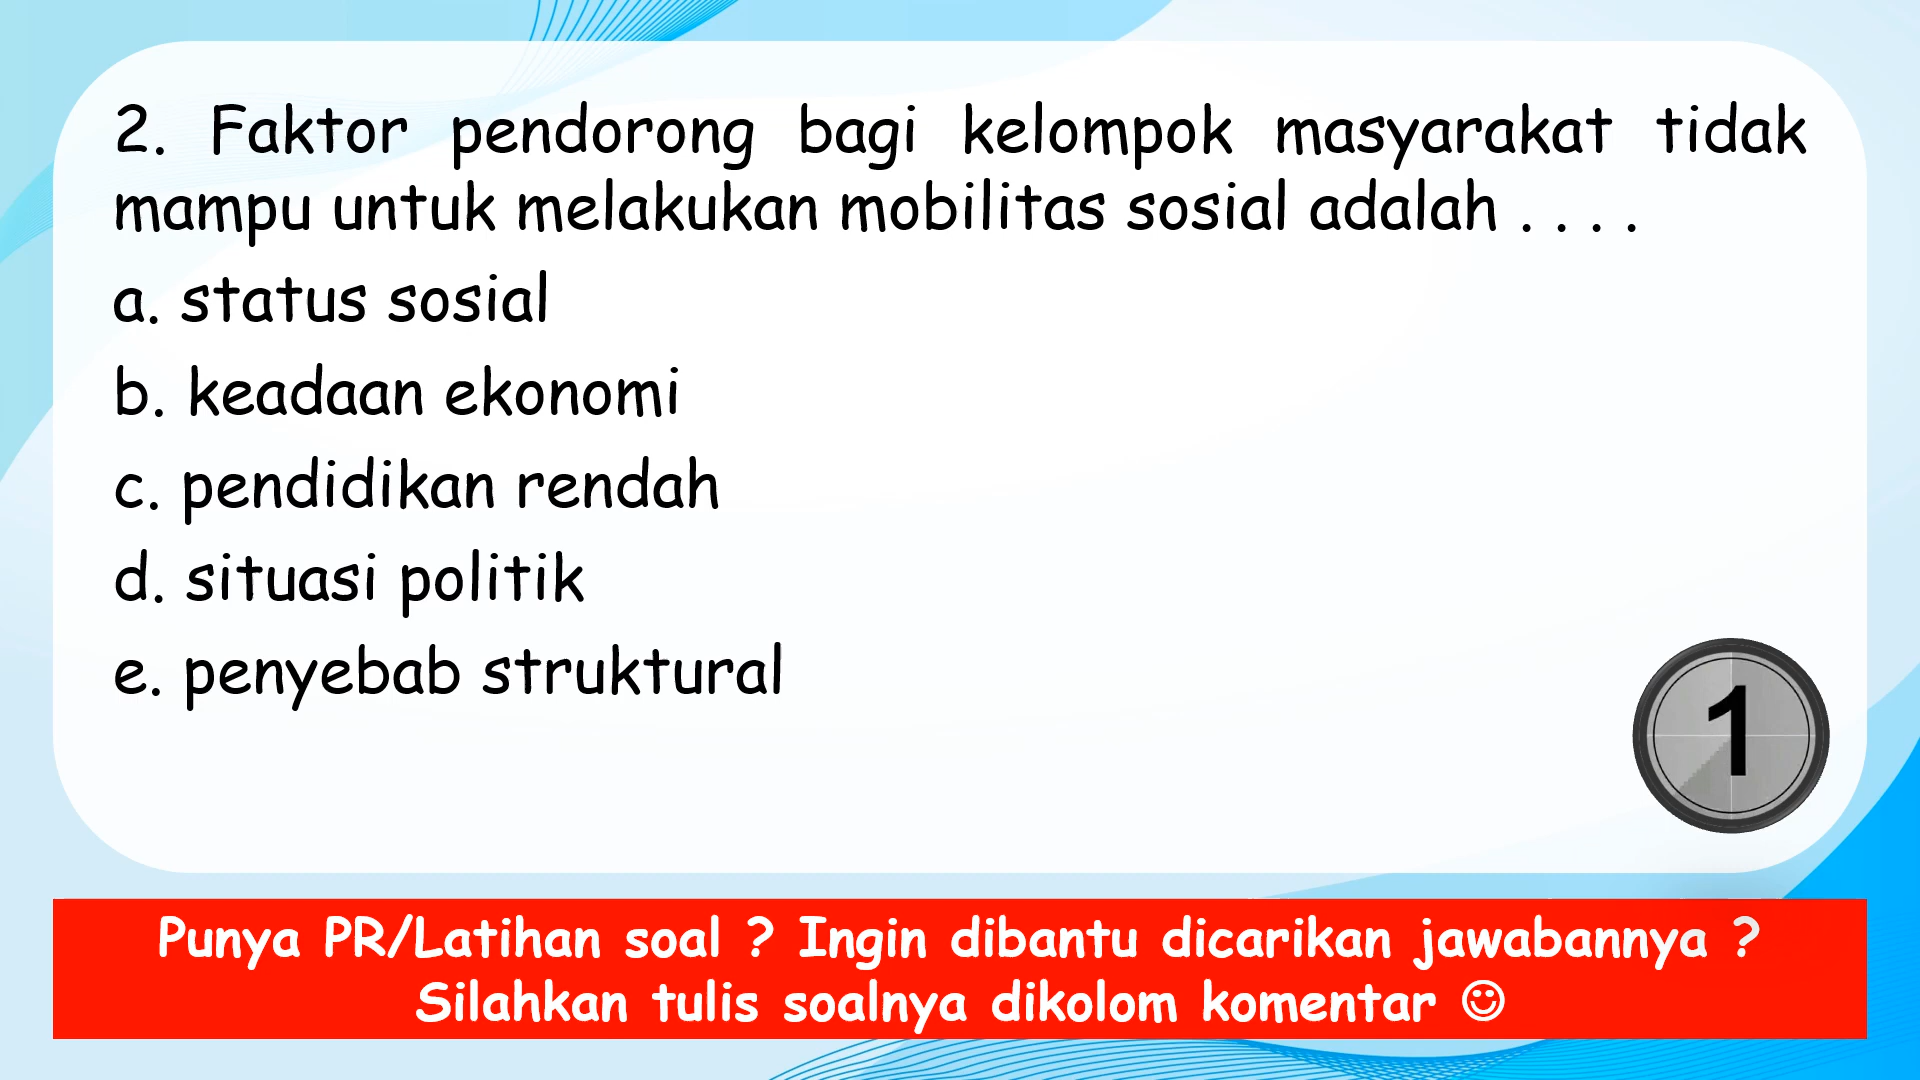 2. Faktor pendorong bagi kelompok masyarakat tidak
mampu untuk melakukan mobilitas sosial adalah . . . .
a. status sosial
b. keadaan ekonomi
c. pendidikan rendah
d. situasi politik
e. penyebab struktural
1
Punya PR/Latihan soal ? Ingin dibantu dicarikan jawabannya ?
Silahkan tulis soalnya dikolom komentar ☺